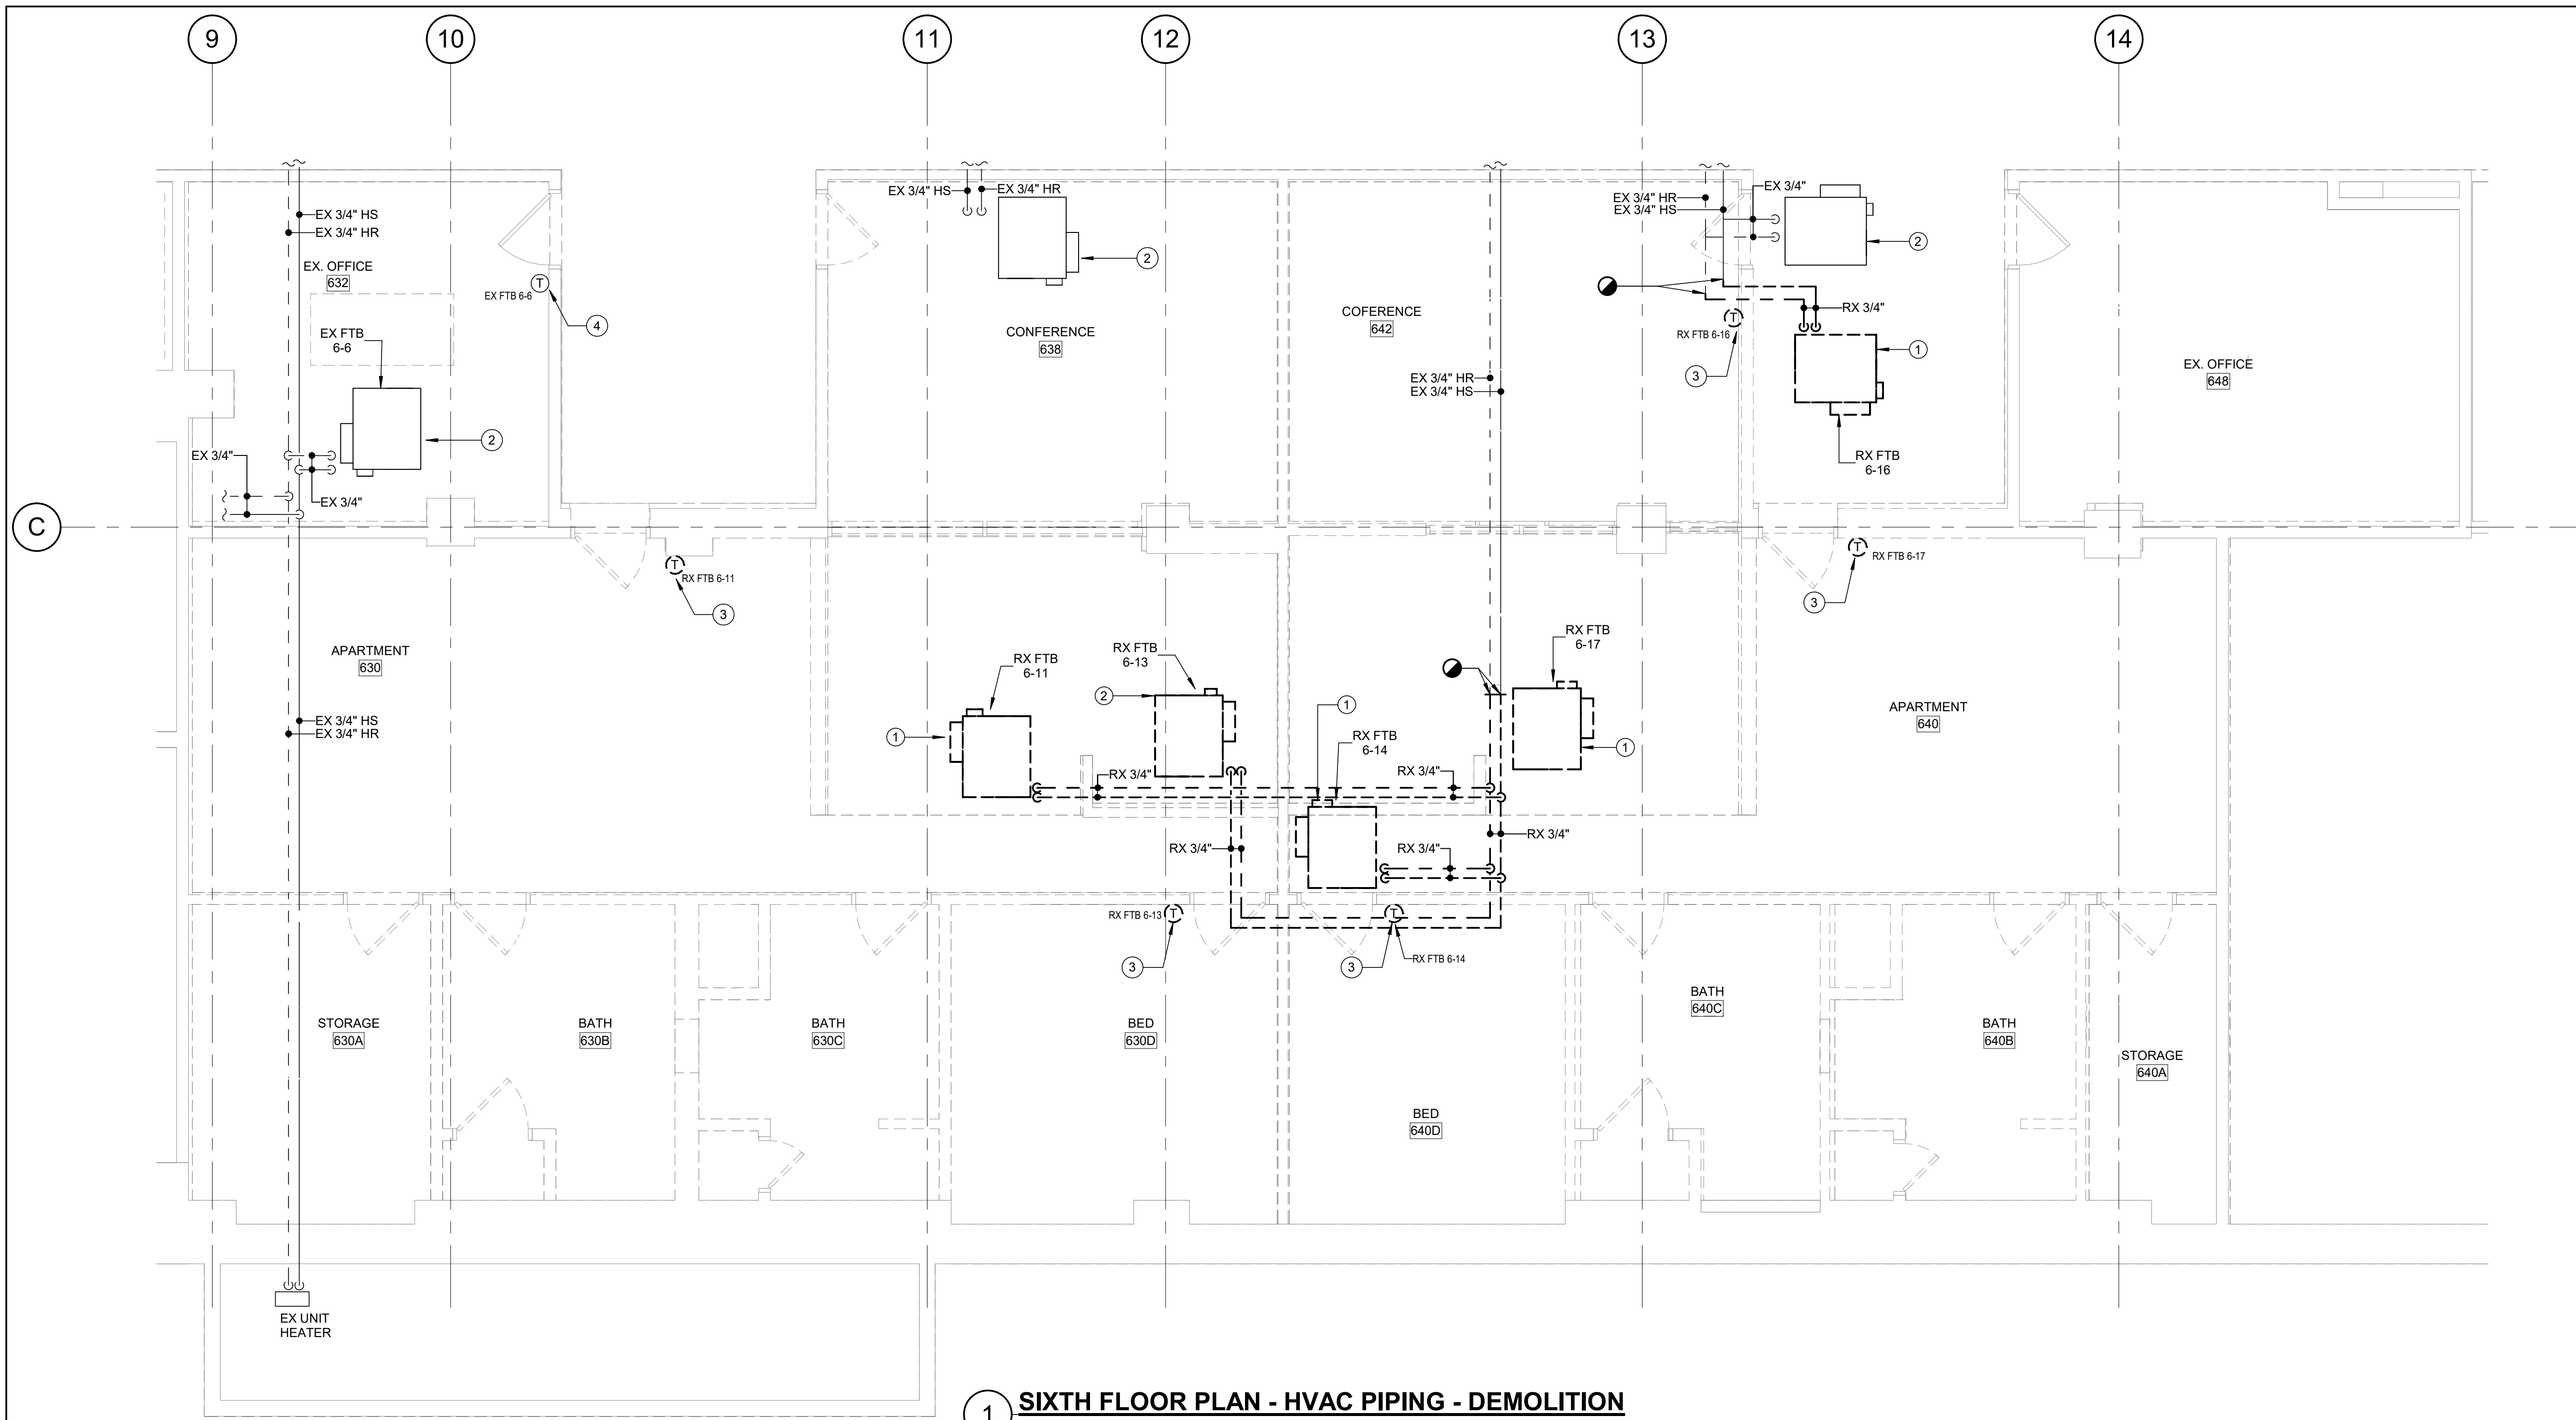 9
10
11
12
13
14
EX 3/4" HS
EX 3/4" HR
EX. OFFICE
632
EX FTB 6-6
T
4
EX FTB
6-6
2
EX 3/4"
EX 3/4"
EX 3/4" HS
EX 3/4" HR
2
CONFERENCE
638
COFERENCE
642
EX 3/4" HR
EX 3/4" HS
EX 3/4" HR
EX 3/4" HS
EX 3/4"
2
RX 3/4"
T
RX FTB 6-16
3
1
RX FTB
6-16
EX. OFFICE
648
C
T
RX FTB 6-11
3
T
RX FTB 6-17
3
APARTMENT
630
EX 3/4" HS
EX 3/4" HR
RX FTB
6-11
1
RX FTB
6-13
2
RX 3/4"
RX 3/4"
1
RX FTB
6-14
RX 3/4"
RX 3/4"
RX 3/4"
RX FTB
6-17
1
APARTMENT
640
RX FTB 6-13
T
3
T
3
RX FTB 6-14
STORAGE
630A
BATH
630B
BATH
630C
BED
630D
BED
640D
BATH
640C
BATH
640B
STORAGE
640A
EX UNIT
HEATER
1
SIXTH FLOOR PLAN - HVAC PIPING - DEMOLITION